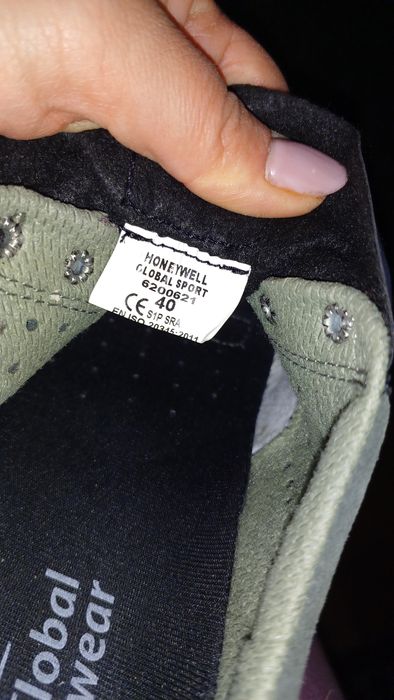 HONEYWELL
GLOBAL SPORT
6200621
CE 40
S1P SRA
EN ISO 20345:2011
Global
wear